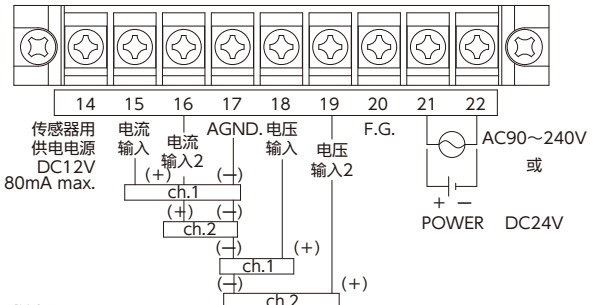 14 15 16 17 18 19 20 21 22
传感器用
供电电源
DC12V
80mA max.
电流
输入
电流
输入2
AGND.
电压
输入
电压
输入2
F.G.
AC90～240V
或
+ −
POWER DC24V
(+) (−)
ch.1
(+) (−)
ch.2
(−) (+)
ch.1
(−) (+)
ch.2